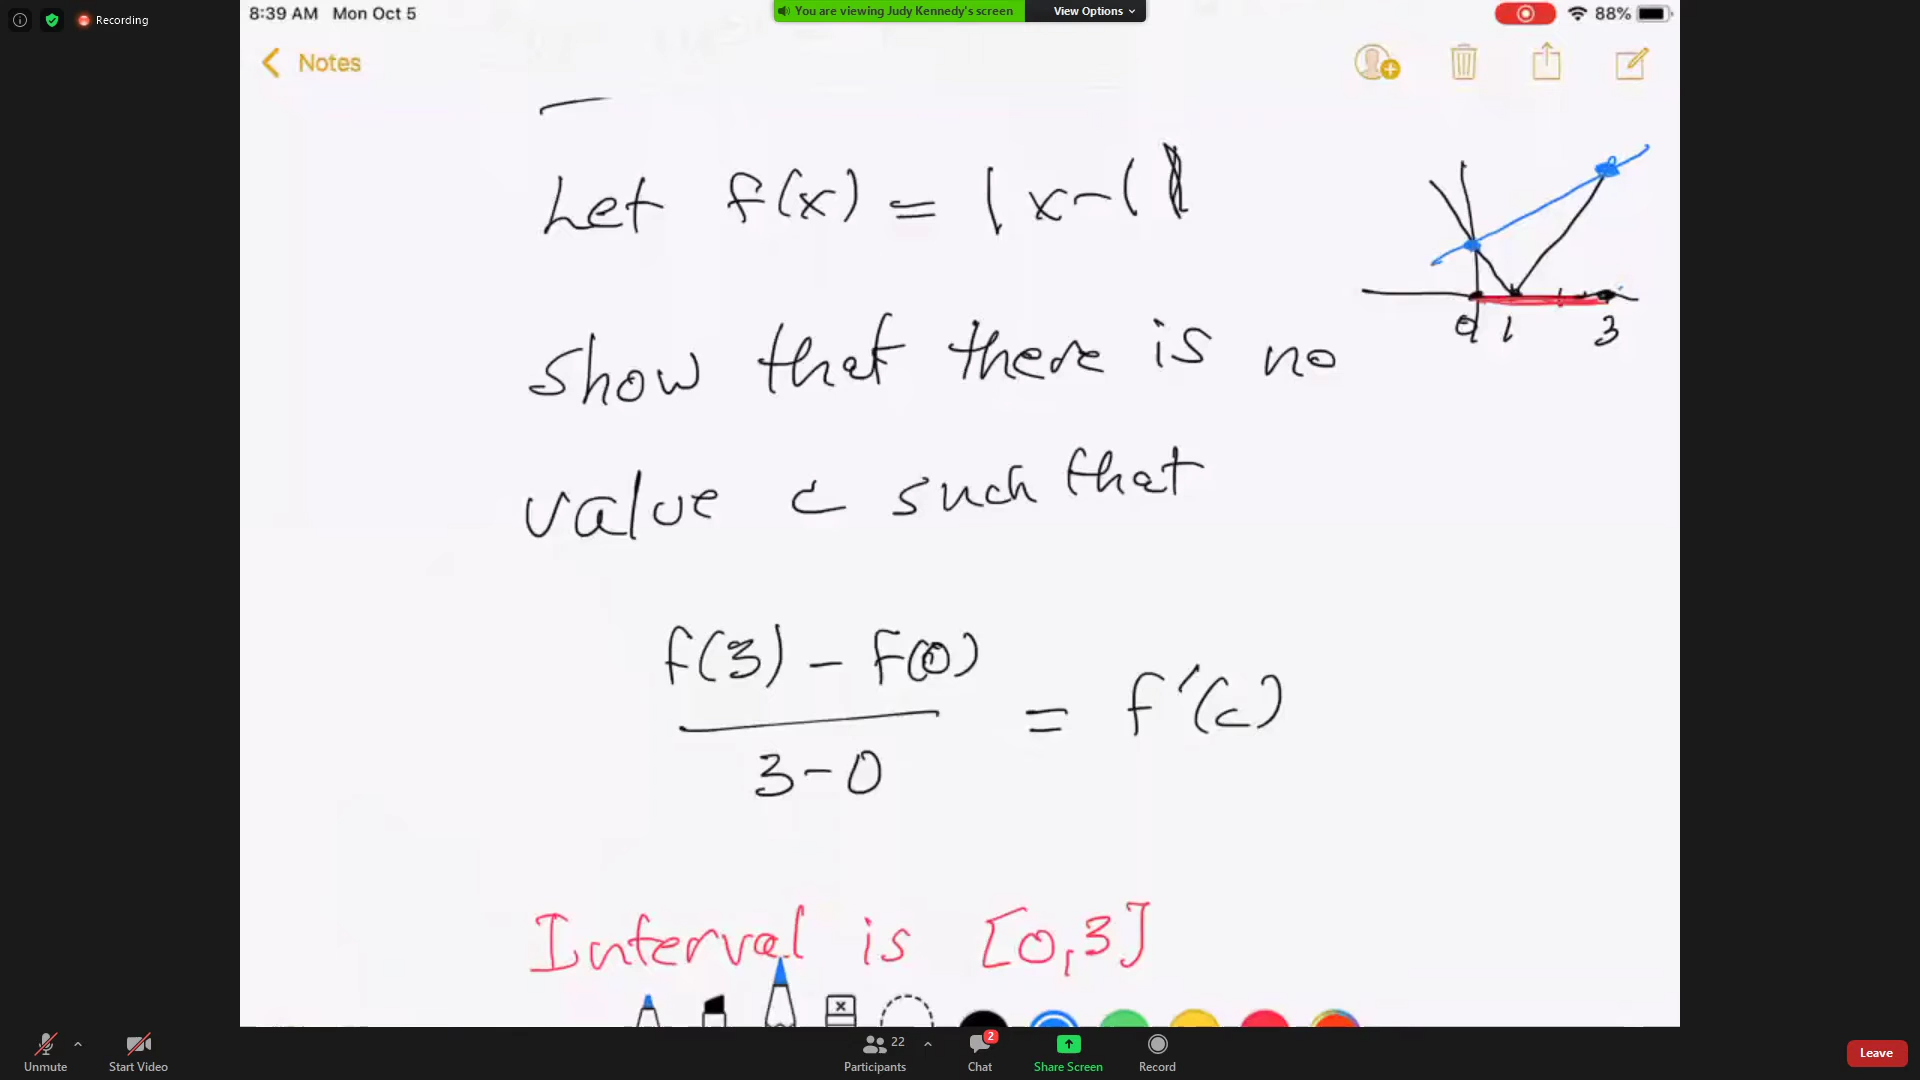 Recording
8:39 AM Mon Oct 5
You are viewing Judy Kennedy's screen
View Options
88%
Notes
Let f(x) = |x-1|
show that there is no
value c such that
f(3) - f(0)
3-0
= f'(c)
0 1 3
Interval is [0,3]
Unmute
Start Video
22
Participants
2
Chat
Share Screen
Record
Leave